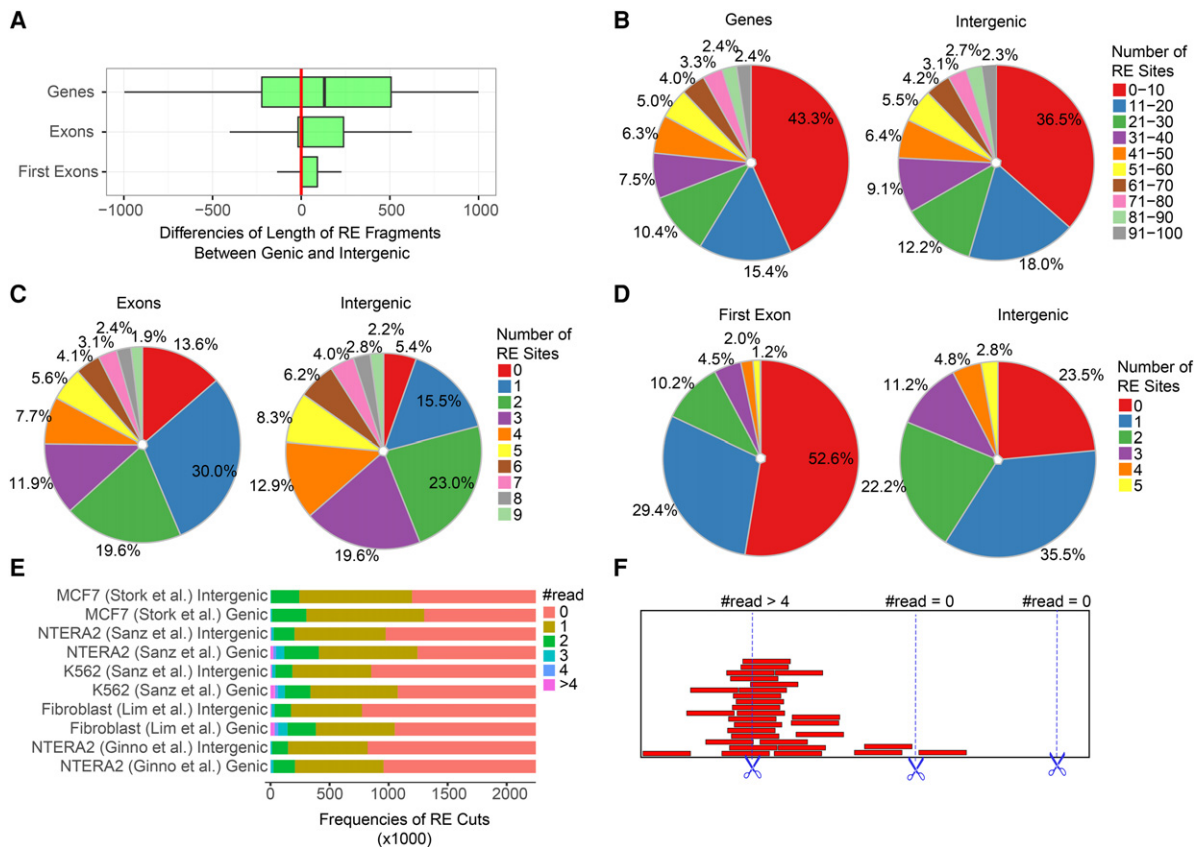 A
Genes
Exons
First Exons
−1000
−500
0
500
1000
Differencies of Length of RE Fragments
Between Genic and Intergenic
B
Genes
2.4%
2.4%
3.3%
4.0%
5.0%
6.3%
7.5%
10.4%
15.4%
43.3%
Intergenic
2.7%
2.3%
3.1%
4.2%
5.5%
6.4%
9.1%
12.2%
18.0%
36.5%
Number of
RE Sites
0−10
11−20
21−30
31−40
41−50
51−60
61−70
71−80
81−90
91−100
C
Exons
2.4%
1.9%
3.1%
4.1%
5.6%
7.7%
11.9%
19.6%
30.0%
13.6%
Intergenic
2.2%
2.8%
5.4%
4.0%
6.2%
8.3%
12.9%
19.6%
23.0%
15.5%
Number of
RE Sites
0
1
2
3
4
5
6
7
8
9
D
First Exon
2.0%
1.2%
4.5%
10.2%
29.4%
52.6%
Intergenic
2.8%
4.8%
11.2%
22.2%
35.5%
23.5%
Number of
RE Sites
0
1
2
3
4
5
E
MCF7 (Stork et al.) Intergenic
MCF7 (Stork et al.) Genic
NTERA2 (Sanz et al.) Intergenic
NTERA2 (Sanz et al.) Genic
K562 (Sanz et al.) Intergenic
K562 (Sanz et al.) Genic
Fibroblast (Lim et al.) Intergenic
Fibroblast (Lim et al.) Genic
NTERA2 (Ginno et al.) Intergenic
NTERA2 (Ginno et al.) Genic
0
500
1000
1500
2000
Frequencies of RE Cuts
(x1000)
#read
0
1
2
3
4
>4
F
#read > 4
#read = 0
#read = 0